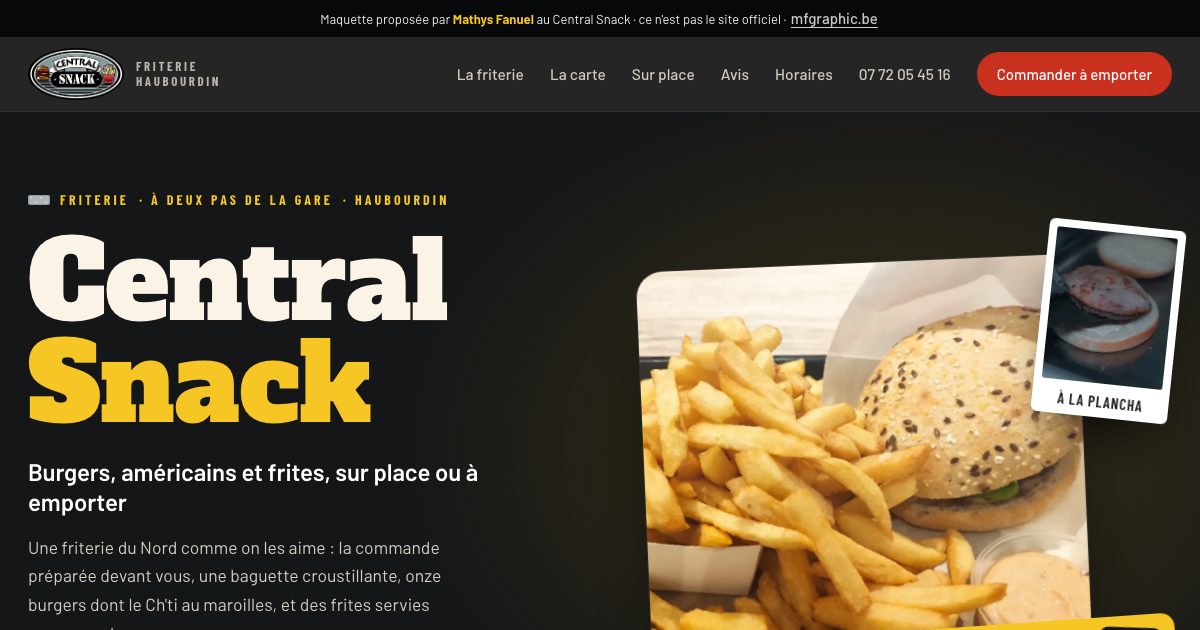 Maquette proposée par Mathys Fanuel au Central Snack · ce n'est pas le site officiel · mfgraphic.be
CENTRAL
SNACK
FRITERIE
HAUBOURDIN
La friterie
La carte
Sur place
Avis
Horaires
07 72 05 45 16
Commander à emporter
FRITERIE · À DEUX PAS DE LA GARE · HAUBOURDIN
Central
Snack
Burgers, américains et frites, sur place ou à
emporter
Une friterie du Nord comme on les aime : la commande
préparée devant vous, une baguette croustillante, onze
burgers dont le Ch'ti au maroilles, et des frites servies
À LA PLANCHA